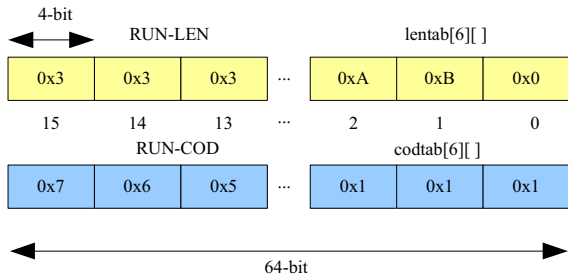 4-bit
RUN-LEN lentab[6][ ]
0x3 0x3 0x3 ... 0xA 0xB 0x0
15 14 13 ... 2 1 0
RUN-COD codtab[6][ ]
0x7 0x6 0x5 ... 0x1 0x1 0x1
64-bit